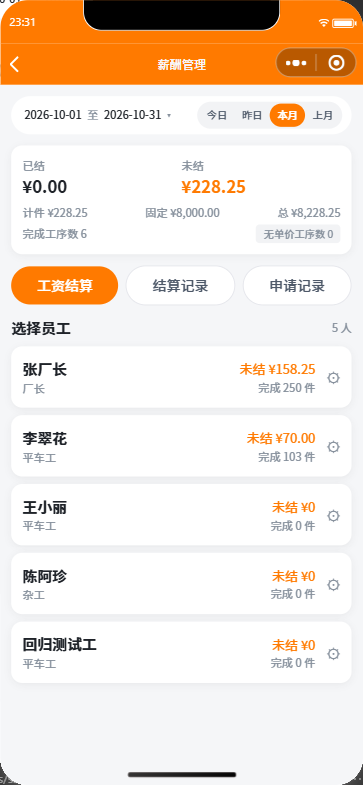 23:31
薪酬管理
2026-10-01 至 2026-10-31
今日 昨日 本月 上月
已结 未结
¥0.00 ¥228.25
计件 ¥228.25 固定 ¥8,000.00 总 ¥8,228.25
完成工序数 6 无单价工序数 0
工资结算 结算记录 申请记录
选择员工 5 人
张厂长 未结 ¥158.25
厂长 完成 250 件
李翠花 未结 ¥70.00
平车工 完成 103 件
王小丽 未结 ¥0
平车工 完成 0 件
陈阿珍 未结 ¥0
杂工 完成 0 件
回归测试工 未结 ¥0
平车工 完成 0 件